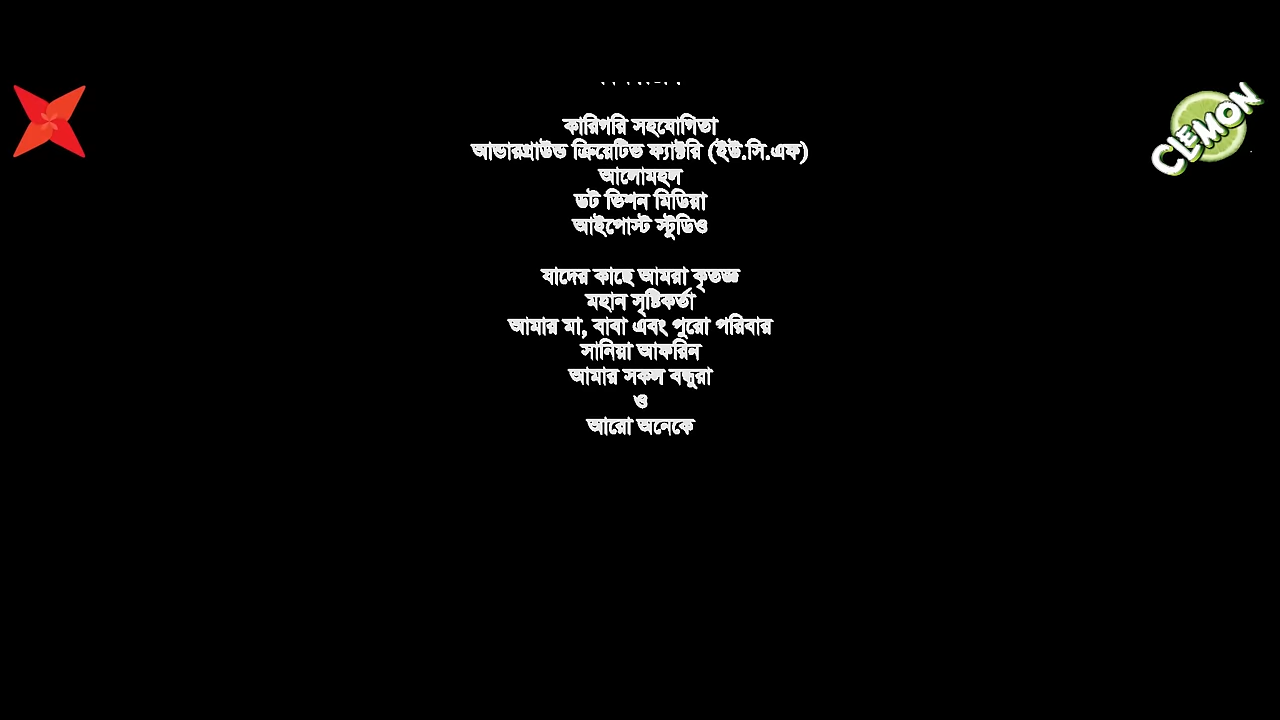 কারিগরি সহযোগিতা
আন্ডারগ্রাউন্ড ক্রিয়েটিভ ফ্যাক্টরি (ইউ.সি.এফ)
আলোমহল
ডট ভিশন মিডিয়া
আইপোস্ট স্টুডিও
যাদের কাছে আমরা কৃতজ্ঞ
মহান সৃষ্টিকর্তা
আমার মা, বাবা এবং পুরো পরিবার
সানিয়া আফরিন
আমার সকল বন্ধুরা
ও
আরো অনেকে
CLEMON